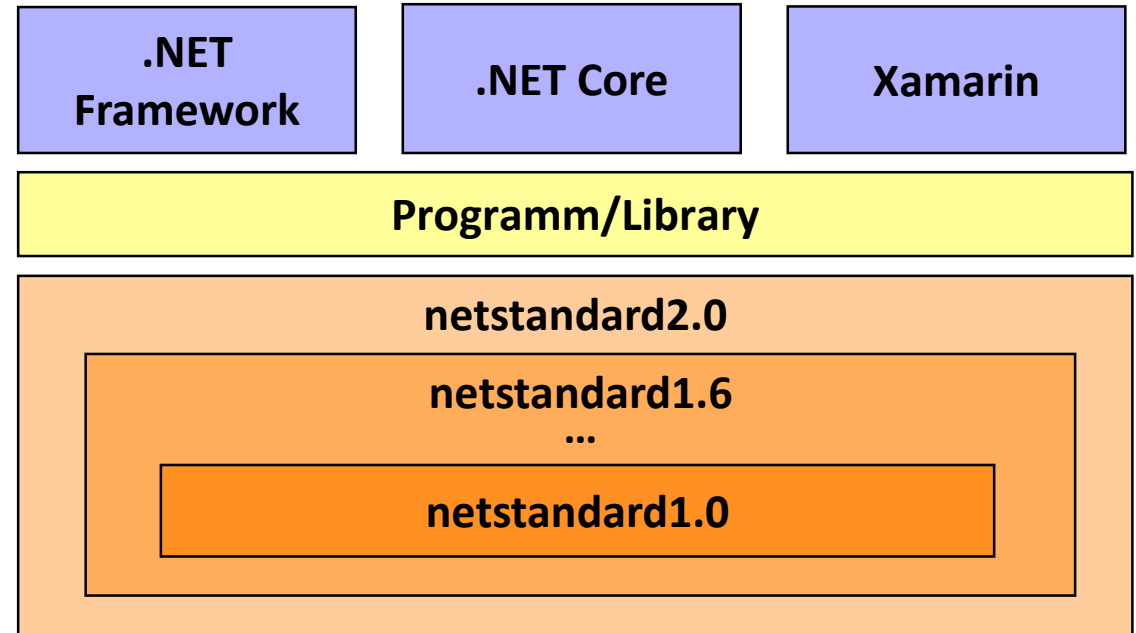 .NET
Framework
.NET Core
Xamarin
Programm/Library
netstandard2.0
netstandard1.6
...
netstandard1.0